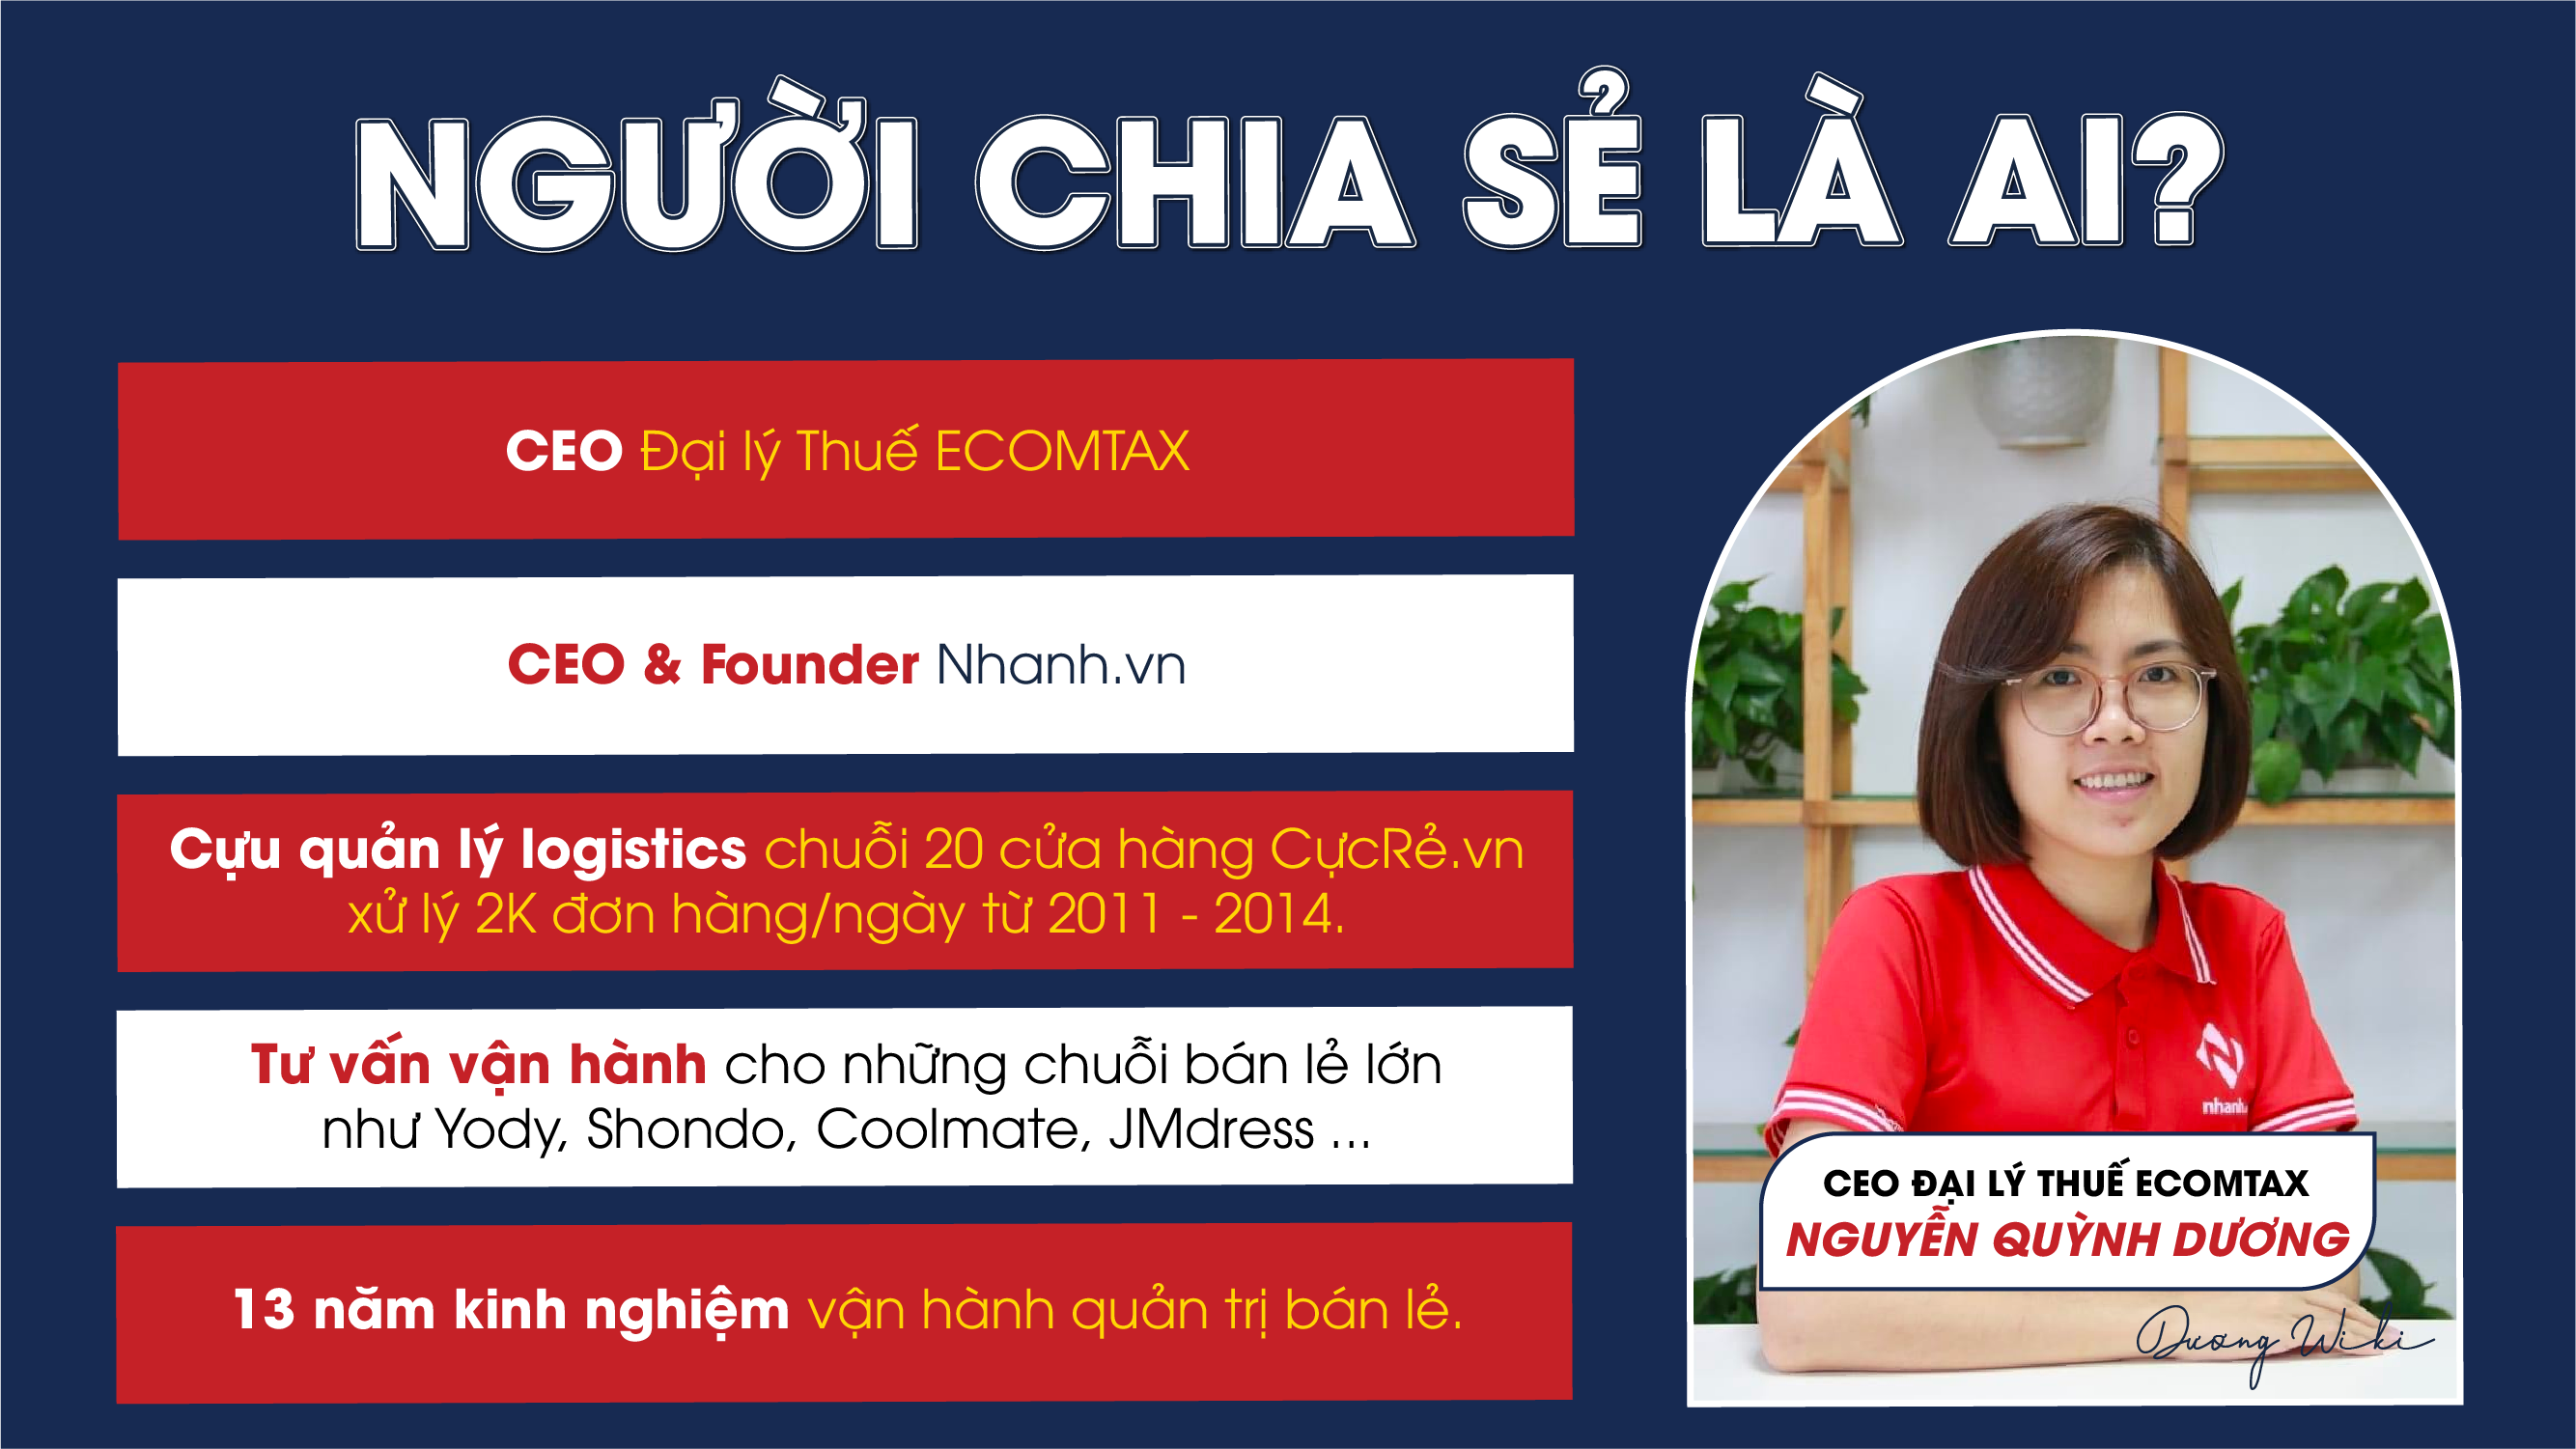 NGƯỜI CHIA SẺ LÀ AI?
CEO Đại lý Thuế ECOMTAX
CEO & Founder Nhanh.vn
Cựu quản lý logistics chuỗi 20 cửa hàng CựcRẻ.vn
xử lý 2K đơn hàng/ngày từ 2011 - 2014.
Tư vấn vận hành cho những chuỗi bán lẻ lớn
như Yody, Shondo, Coolmate, JMdress ...
13 năm kinh nghiệm vận hành quản trị bán lẻ.
nhanh.
CEO ĐẠI LÝ THUẾ ECOMTAX
NGUYỄN QUỲNH DƯƠNG
Dương Wiki